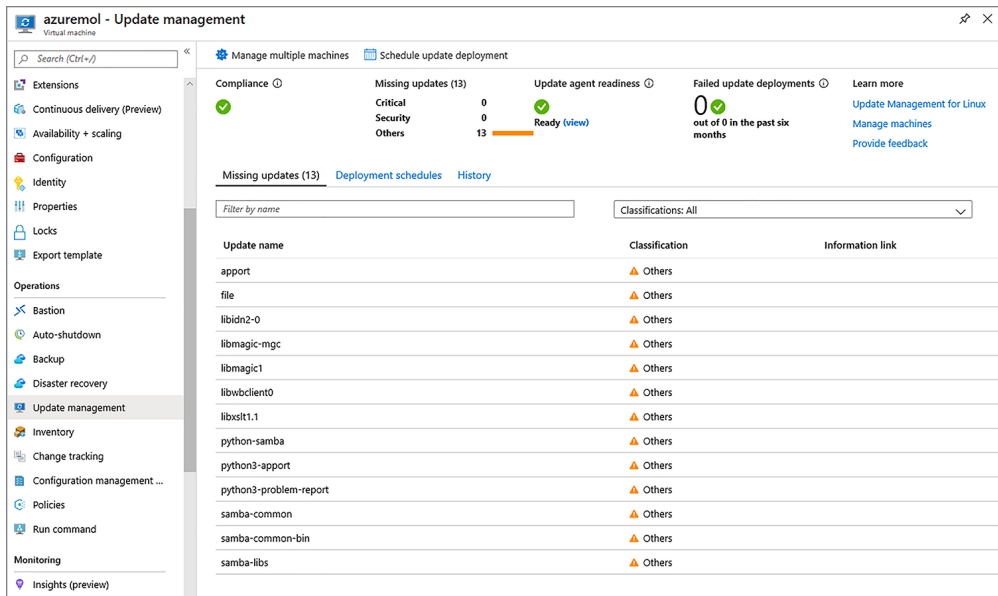 azuremol - Update management
Virtual machine
Search (Ctrl+/)
Extensions
Continuous delivery (Preview)
Availability + scaling
Configuration
Identity
Properties
Locks
Export template
Operations
Bastion
Auto-shutdown
Backup
Disaster recovery
Update management
Inventory
Change tracking
Configuration management ...
Policies
Run command
Monitoring
Insights (preview)
Manage multiple machines
Schedule update deployment
Compliance
Missing updates (13)
Critical 0
Security 0
Others 13
Update agent readiness
Ready (view)
Failed update deployments
0
out of 0 in the past six
months
Learn more
Update Management for Linux
Manage machines
Provide feedback
Missing updates (13) Deployment schedules History
Filter by name
Classifications: All
Update name Classification Information link
apport Others
file Others
libidn2-0 Others
libmagic-mgc Others
libmagic1 Others
libwbclient0 Others
libxslt1.1 Others
python-samba Others
python3-apport Others
python3-problem-report Others
samba-common Others
samba-common-bin Others
samba-libs Others